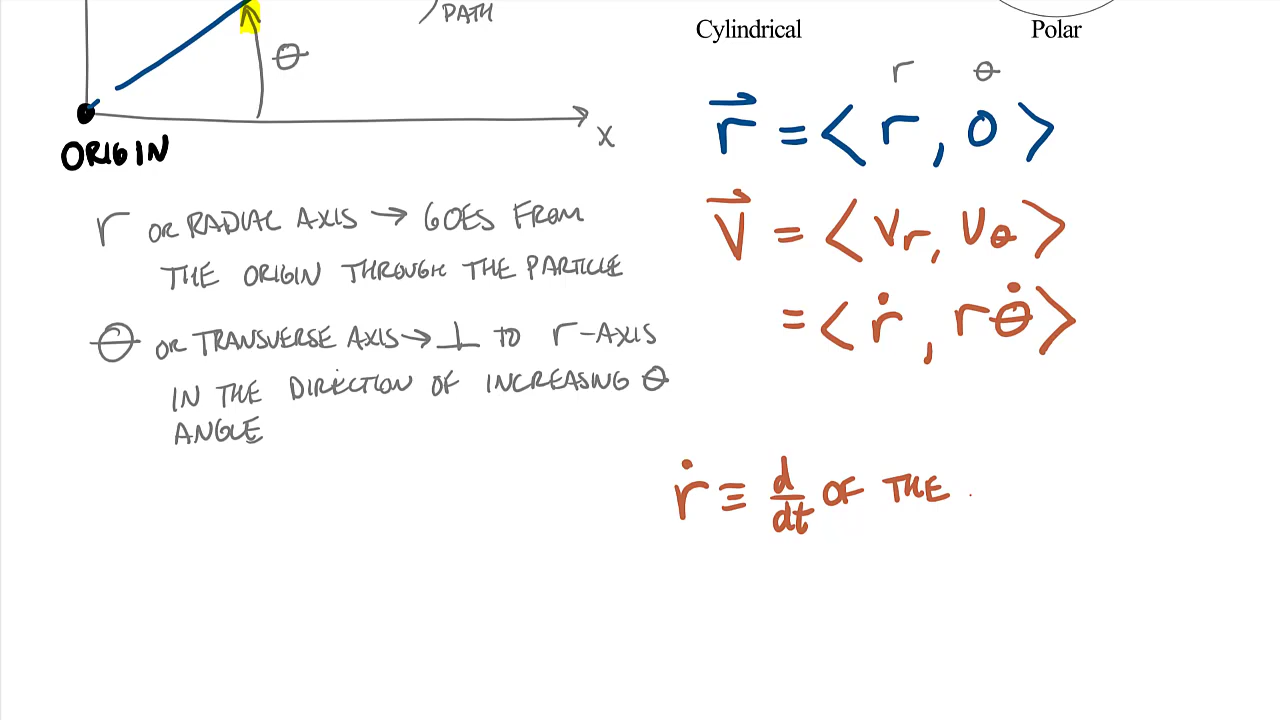 PATH
θ
X
ORIGIN
r OR RADIAL AXIS → GOES FROM
THE ORIGIN THROUGH THE PARTICLE
θ OR TRANSVERSE AXIS → ⊥ TO r-AXIS
IN THE DIRECTION OF INCREASING θ
ANGLE
Cylindrical Polar
r θ
r⃗ = < r, 0 >
v⃗ = < vr, vθ >
= < ṙ, rθ̇ >
ṙ ≡ d/dt OF THE